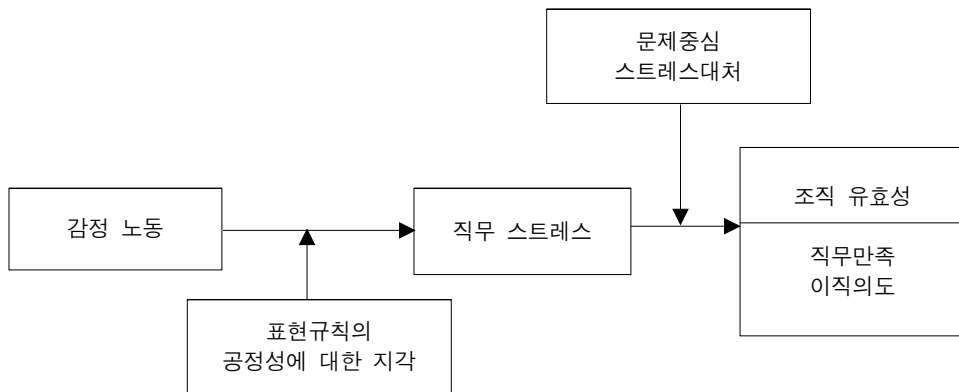 문제중심
스트레스대처
감정 노동
직무 스트레스
조직 유효성
직무만족
이직의도
표현규칙의
공정성에 대한 지각